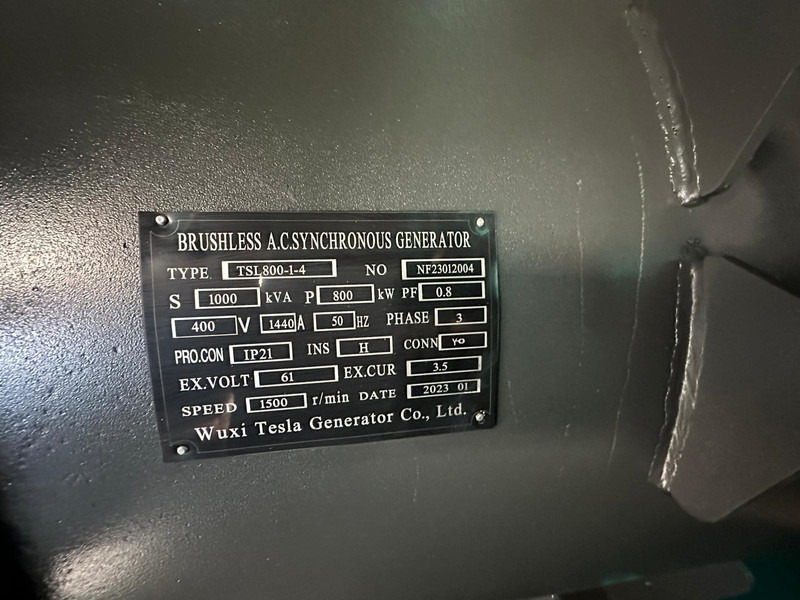 BRUSHLESS A.C.SYNCHRONOUS GENERATOR
TYPE TSL800-1-4 NO NF23012004
S 1000 kVA P 800 kW PF 0.8
400 V 1440 A 50 HZ PHASE 3
PRO.CON IP21 INS H CONN YO
EX.VOLT 61 EX.CUR 3.5
SPEED 1500 r/min DATE 2023 01
Wuxi Tesla Generator Co., Ltd.